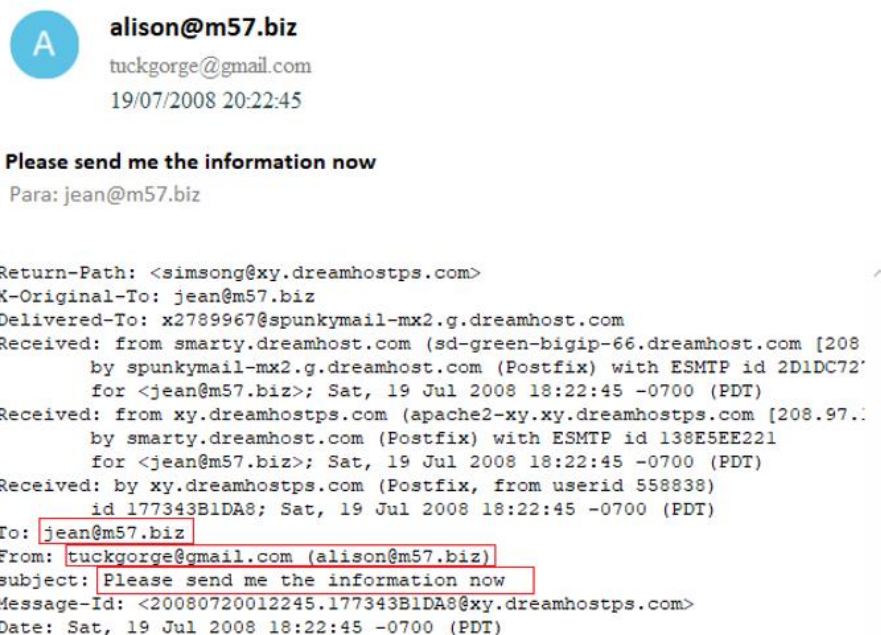 A
alison@m57.biz
tuckgorge@gmail.com
19/07/2008 20:22:45
Please send me the information now
Para: jean@m57.biz
Return-Path: <simsong@xy.dreamhostps.com>
X-Original-To: jean@m57.biz
Delivered-To: x2789967@spunkymail-mx2.g.dreamhost.com
Received: from smarty.dreamhost.com (sd-green-bigip-66.dreamhost.com [208
by spunkymail-mx2.g.dreamhost.com (Postfix) with ESMTP id 2D1DC72
for <jean@m57.biz>; Sat, 19 Jul 2008 18:22:45 -0700 (PDT)
Received: from xy.dreamhostps.com (apache2-xy.xy.dreamhostps.com [208.97.
by smarty.dreamhost.com (Postfix) with ESMTP id 138E5EE221
for <jean@m57.biz>; Sat, 19 Jul 2008 18:22:45 -0700 (PDT)
Received: by xy.dreamhostps.com (Postfix, from userid 558838)
id 177343B1DA8; Sat, 19 Jul 2008 18:22:45 -0700 (PDT)
To: jean@m57.biz
From: tuckgorge@gmail.com (alison@m57.biz)
subject: Please send me the information now
Message-Id: <20080720012245.177343B1DA8@xy.dreamhostps.com>
Date: Sat, 19 Jul 2008 18:22:45 -0700 (PDT)